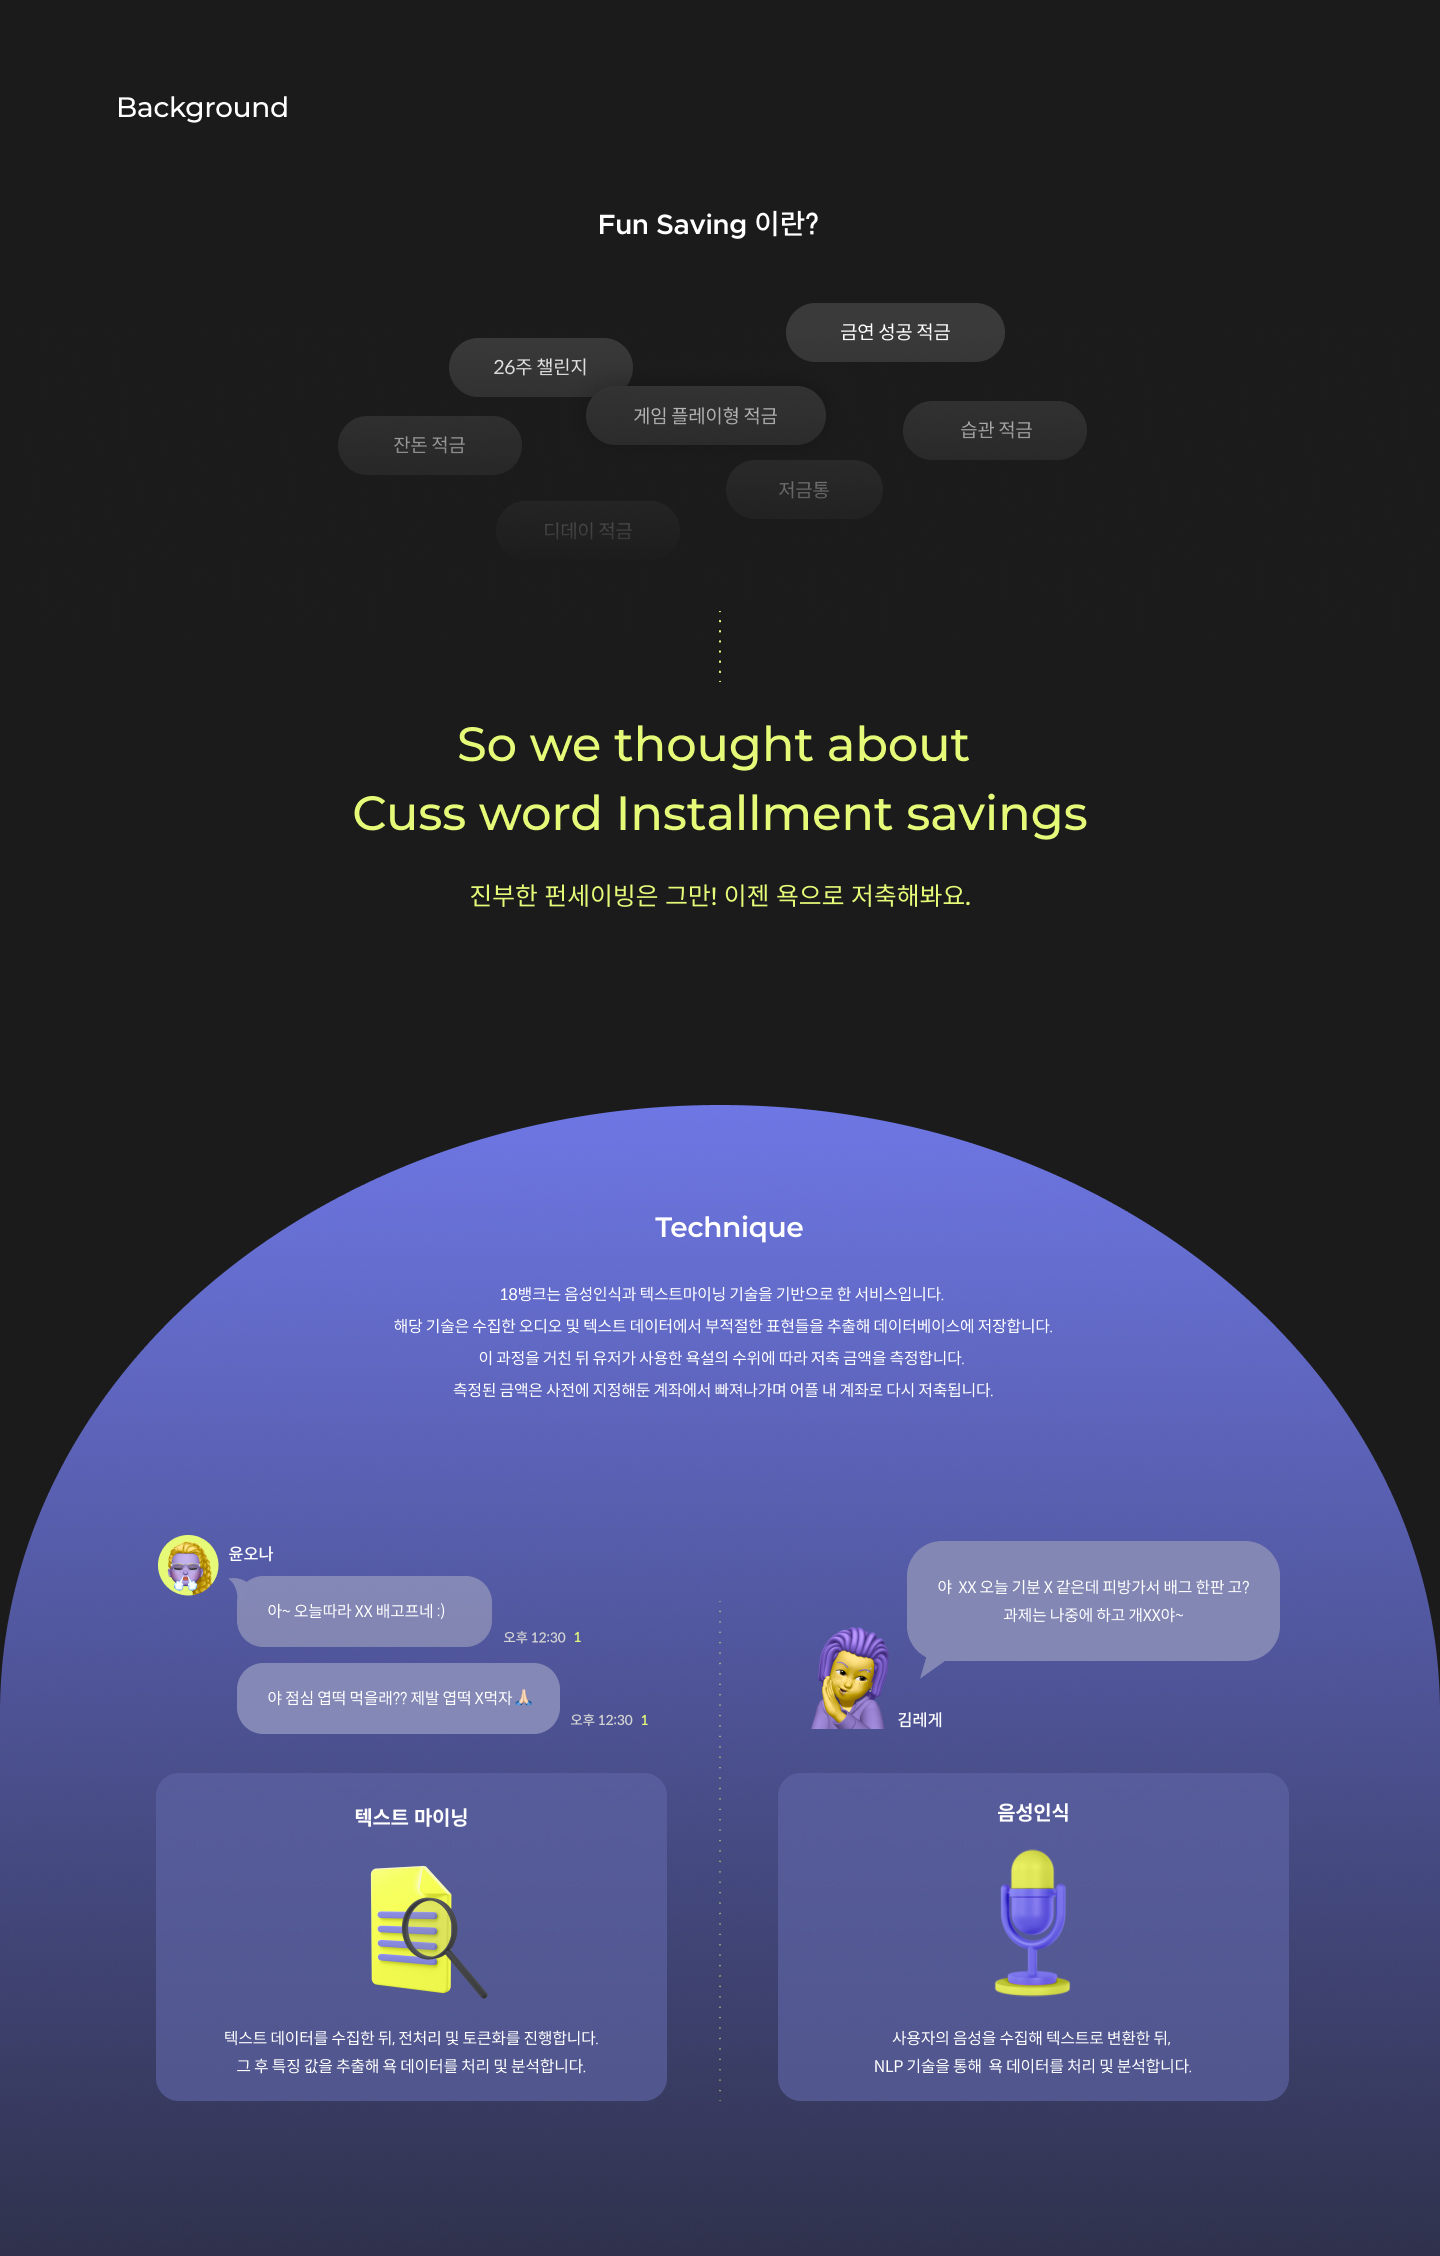 Background
Fun Saving 이란?
금연 성공 적금
26주 챌린지
게임 플레이형 적금
습관 적금
잔돈 적금
저금통
디데이 적금
So we thought about
Cuss word Installment savings
진부한 펀세이빙은 그만! 이젠 욕으로 저축해봐요.
Technique
18뱅크는 음성인식과 텍스트마이닝 기술을 기반으로 한 서비스입니다.
해당 기술은 수집한 오디오 및 텍스트 데이터에서 부적절한 표현들을 추출해 데이터베이스에 저장합니다.
이 과정을 거친 뒤 유저가 사용한 욕설의 수위에 따라 저축 금액을 측정합니다.
측정된 금액은 사전에 지정해둔 계좌에서 빠져나가며 어플 내 계좌로 다시 저축됩니다.
윤오나
야~ 오늘따라 XX 배고프네 :)
오후 12:30 1
야 점심 엽떡 먹을래?? 제발 엽떡 X먹자🙏🏻
오후 12:30 1
텍스트 마이닝
텍스트 데이터를 수집한 뒤, 전처리 및 토큰화를 진행합니다.
그 후 특징 값을 추출해 욕 데이터를 처리 및 분석합니다.
야 XX 오늘 기분 X 같은데 피방가서 배그 한판 고?
과제는 나중에 하고 개XX야~
김레게
음성인식
사용자의 음성을 수집해 텍스트로 변환한 뒤,
NLP 기술을 통해 욕 데이터를 처리 및 분석합니다.